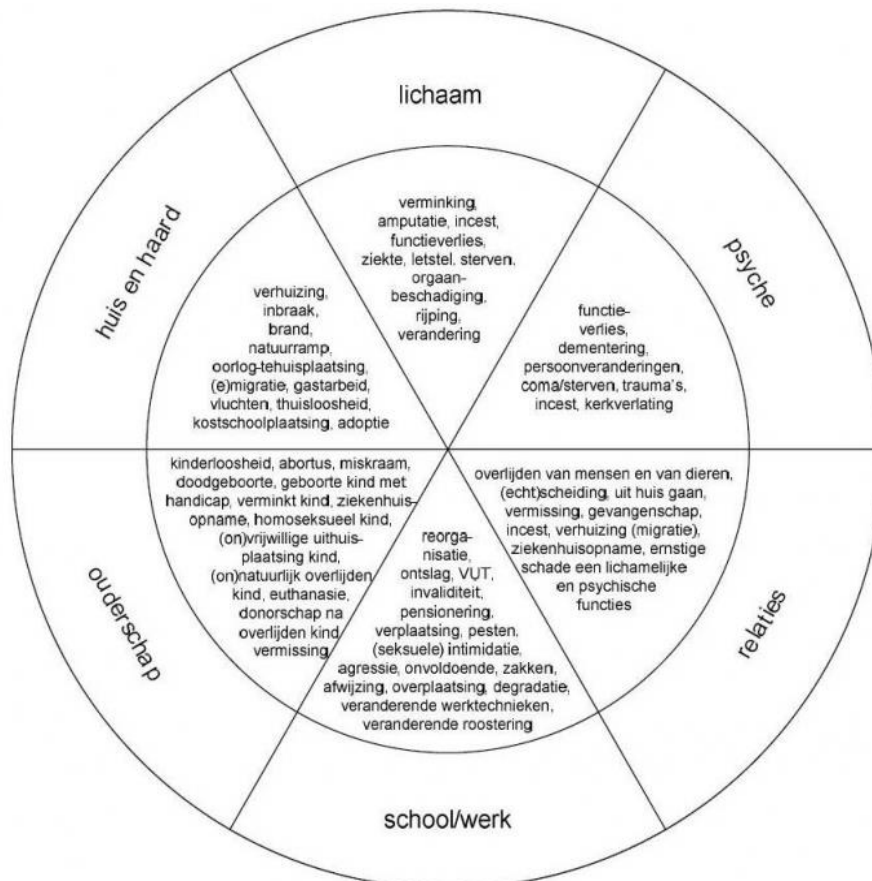 lichaam
verminking,
amputatie, incest,
functieverlies,
ziekte, letstel, sterven,
orgaan-
beschadiging,
rijping,
verandering
psyche
functie-
verlies,
dementering,
persoonveranderingen,
coma/sterven, trauma's,
incest, kerkverlating
relaties
overlijden van mensen en van dieren,
(echt)scheiding, uit huis gaan,
vermissing, gevangenschap,
incest, verhuizing (migratie),
ziekenhuisopname, ernstige
schade een lichamelijke
en psychische
functies
school/werk
reorga-
nisatie,
ontslag, VUT,
invaliditeit,
pensionering,
verplaatsing, pesten,
(seksuele) intimidatie,
agressie, onvoldoende, zakken,
afwijzing, overplaatsing, degradatie,
veranderende werktechnieken,
veranderende roostering
ouderschap
kinderloosheid, abortus, miskraam,
doodgeboorte, geboorte kind met
handicap, verminkt kind, ziekenhuis-
opname, homoseksueel kind,
(on)vrijwillige uithuis-
plaatsing kind,
(on)natuurlijk overlijden
kind, euthanasie,
donorschap na
overlijden kind,
vermissing
huis en haard
verhuizing,
inbraak,
brand,
natuurramp,
oorlog-tehuisplaatsing,
(e)migratie, gastarbeid,
vluchten, thuisloosheid,
kostschoolplaatsing, adoptie